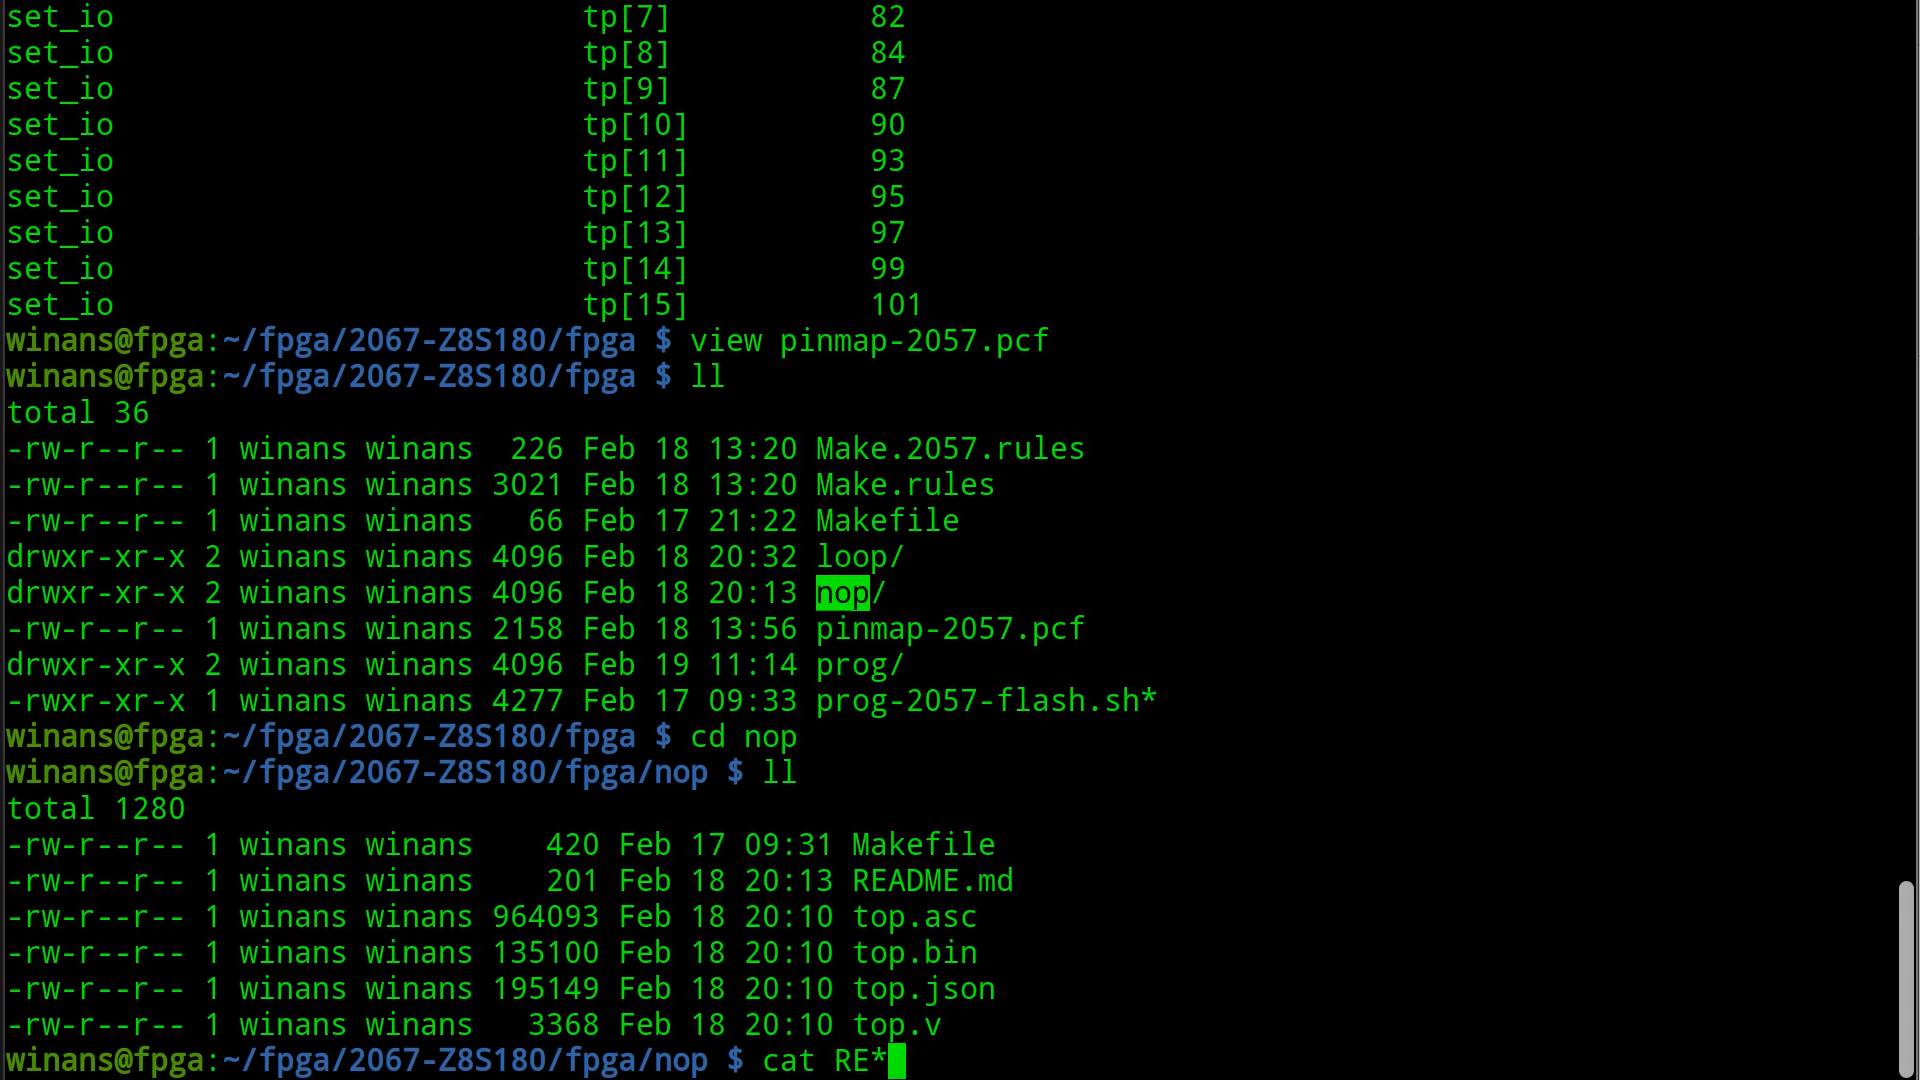 set_io                          tp[7]           82
set_io                          tp[8]           84
set_io                          tp[9]           87
set_io                          tp[10]          90
set_io                          tp[11]          93
set_io                          tp[12]          95
set_io                          tp[13]          97
set_io                          tp[14]          99
set_io                          tp[15]          101
winans@fpga:~/fpga/2067-Z8S180/fpga $ view pinmap-2057.pcf
winans@fpga:~/fpga/2067-Z8S180/fpga $ ll
total 36
-rw-r--r-- 1 winans winans  226 Feb 18 13:20 Make.2057.rules
-rw-r--r-- 1 winans winans 3021 Feb 18 13:20 Make.rules
-rw-r--r-- 1 winans winans   66 Feb 17 21:22 Makefile
drwxr-xr-x 2 winans winans 4096 Feb 18 20:32 loop/
drwxr-xr-x 2 winans winans 4096 Feb 18 20:13 nop/
-rw-r--r-- 1 winans winans 2158 Feb 18 13:56 pinmap-2057.pcf
drwxr-xr-x 2 winans winans 4096 Feb 19 11:14 prog/
-rwxr-xr-x 1 winans winans 4277 Feb 17 09:33 prog-2057-flash.sh*
winans@fpga:~/fpga/2067-Z8S180/fpga $ cd nop
winans@fpga:~/fpga/2067-Z8S180/fpga/nop $ ll
total 1280
-rw-r--r-- 1 winans winans    420 Feb 17 09:31 Makefile
-rw-r--r-- 1 winans winans    201 Feb 18 20:13 README.md
-rw-r--r-- 1 winans winans 964093 Feb 18 20:10 top.asc
-rw-r--r-- 1 winans winans 135100 Feb 18 20:10 top.bin
-rw-r--r-- 1 winans winans 195149 Feb 18 20:10 top.json
-rw-r--r-- 1 winans winans   3368 Feb 18 20:10 top.v
winans@fpga:~/fpga/2067-Z8S180/fpga/nop $ cat RE*